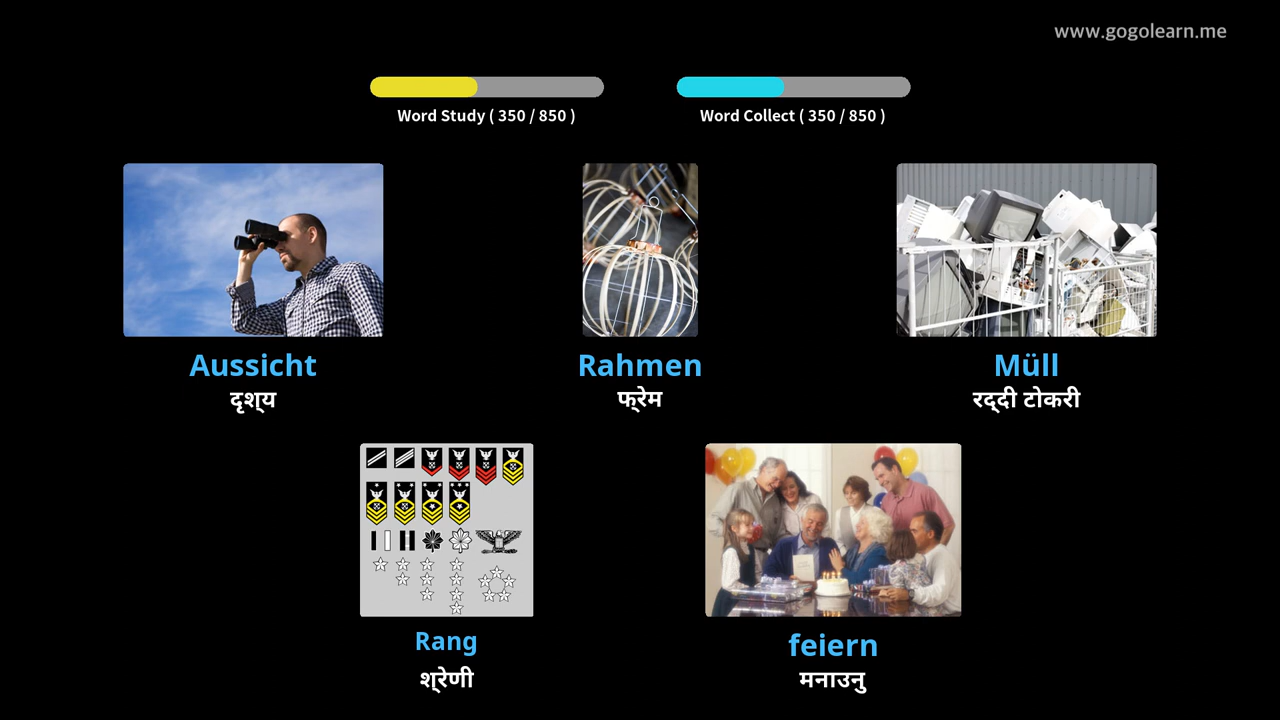 www.gogolearn.me
Word Study ( 350 / 850 )
Word Collect ( 350 / 850 )
Aussicht
दृश्य
Rahmen
फ्रेम
Müll
रद्दी टोकरी
Rang
श्रेणी
feiern
मनाउनु